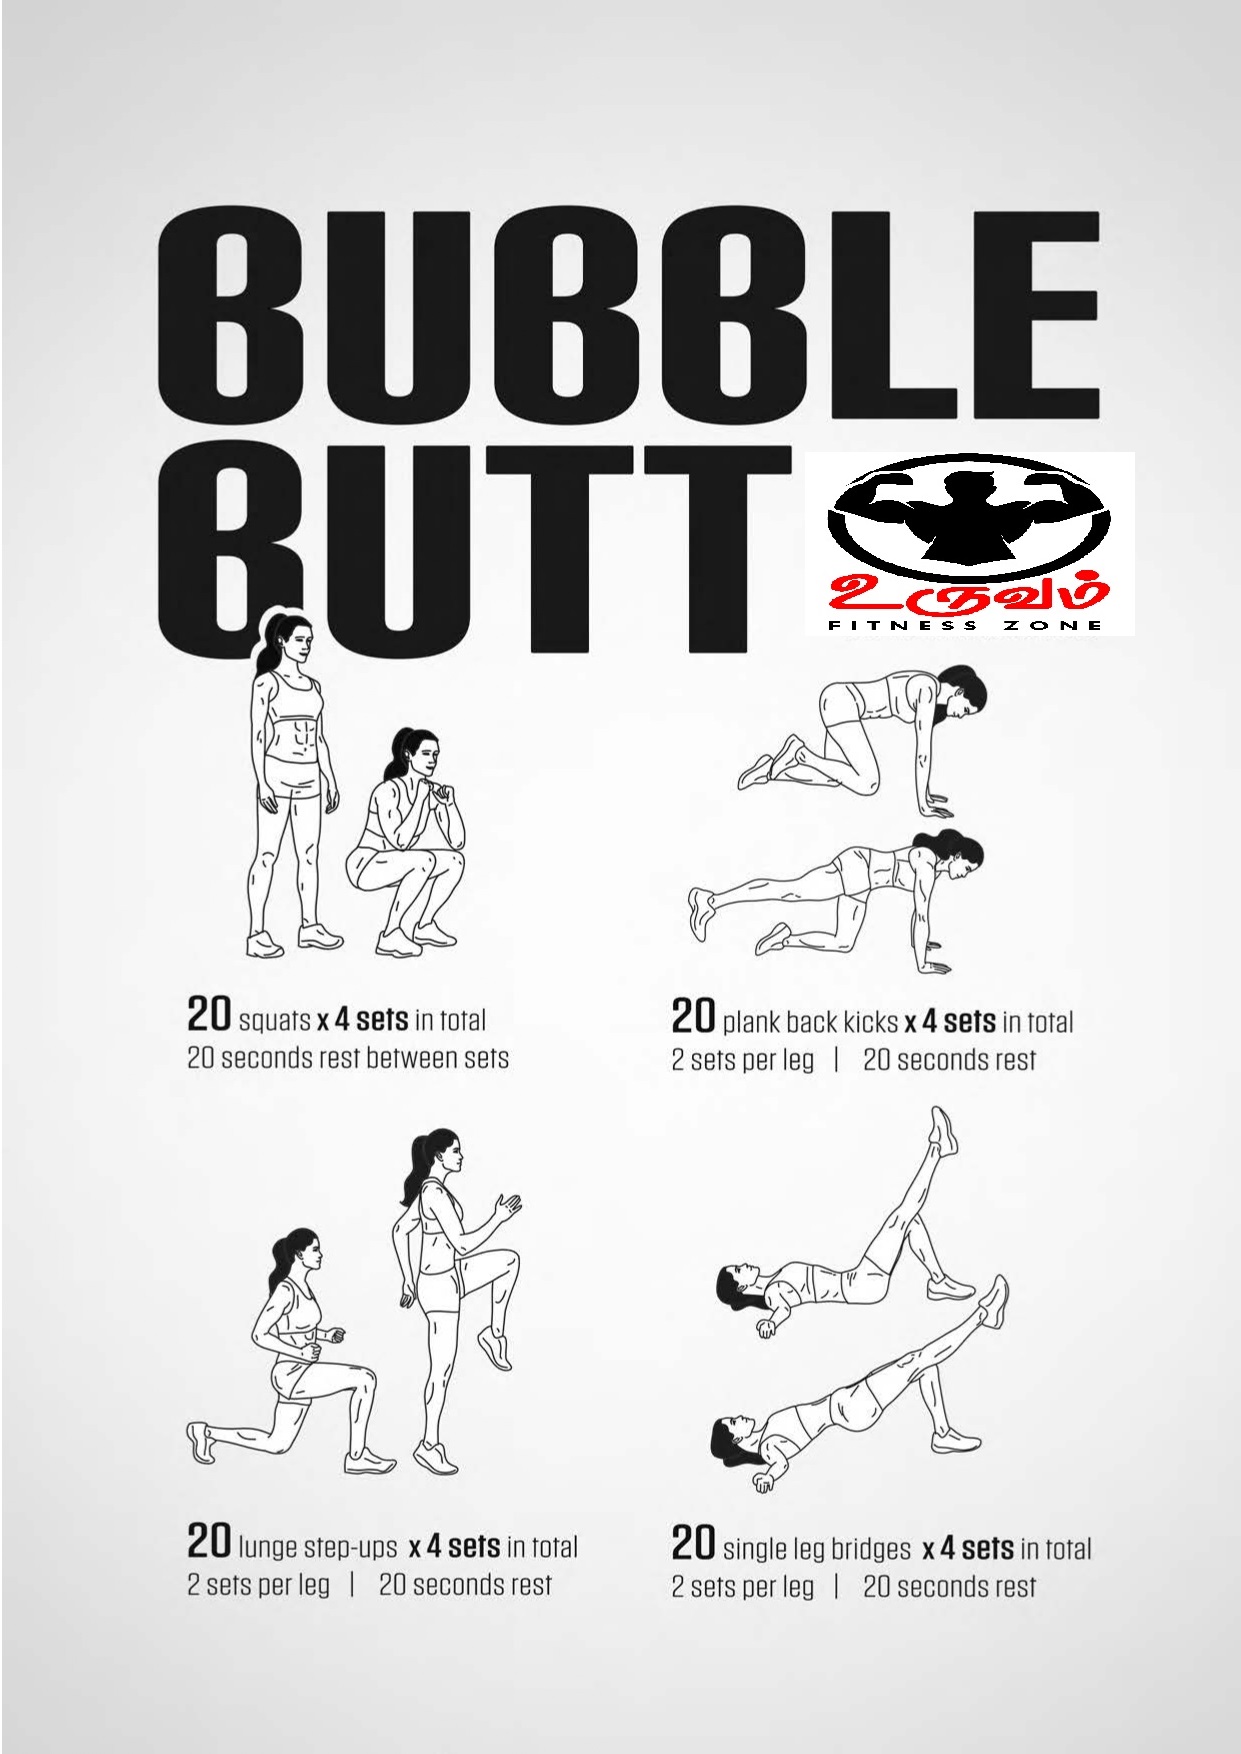 BUBBLE
BUTT
உருவம்
FITNESS ZONE
20 squats x 4 sets in total
20 seconds rest between sets
20 plank back kicks x 4 sets in total
2 sets per leg | 20 seconds rest
20 lunge step-ups x 4 sets in total
2 sets per leg | 20 seconds rest
20 single leg bridges x 4 sets in total
2 sets per leg | 20 seconds rest